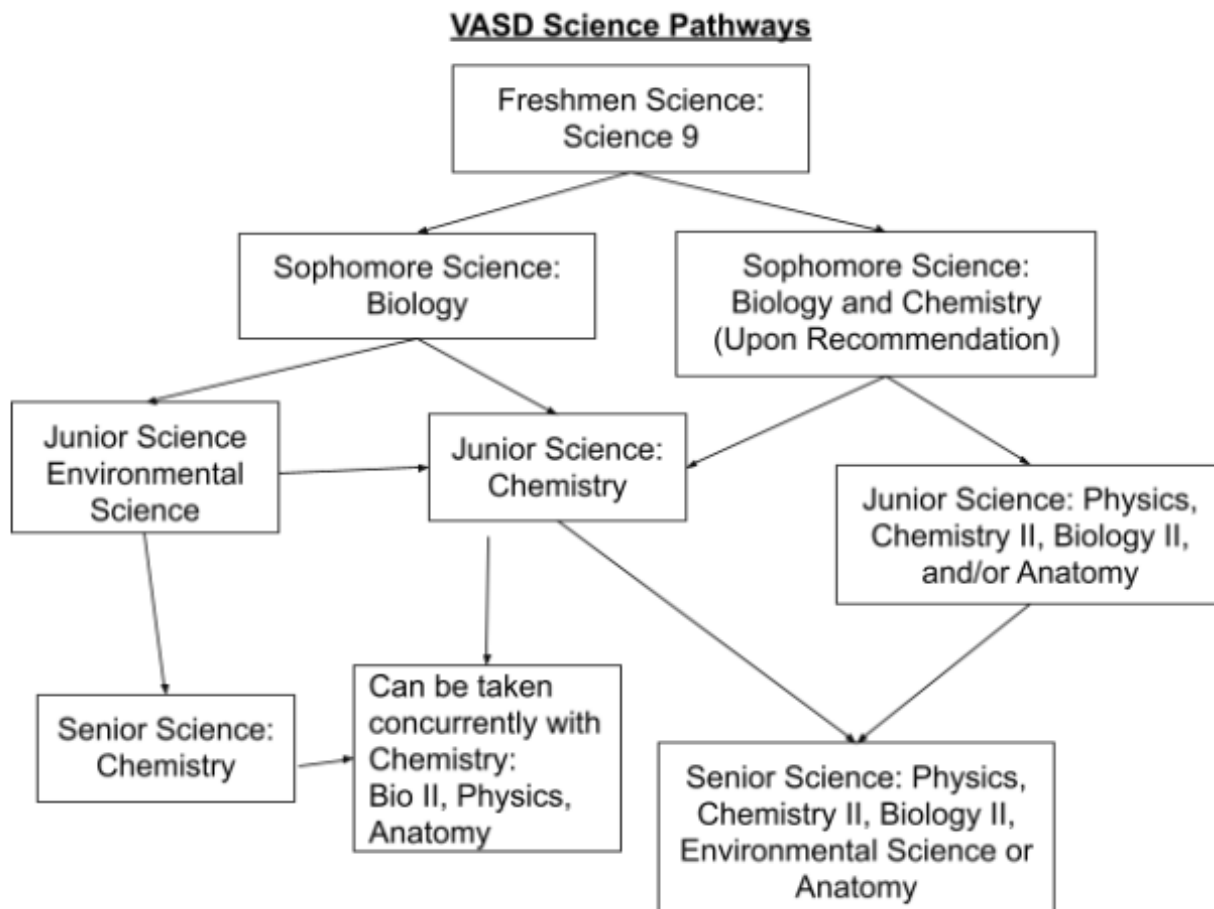 VASD Science Pathways
Freshmen Science:
Science 9
Sophomore Science:
Biology
Sophomore Science:
Biology and Chemistry
(Upon Recommendation)
Junior Science
Environmental
Science
Junior Science:
Chemistry
Junior Science: Physics,
Chemistry II, Biology II,
and/or Anatomy
Senior Science:
Chemistry
Can be taken
concurrently with
Chemistry:
Bio II, Physics,
Anatomy
Senior Science: Physics,
Chemistry II, Biology II,
Environmental Science or
Anatomy